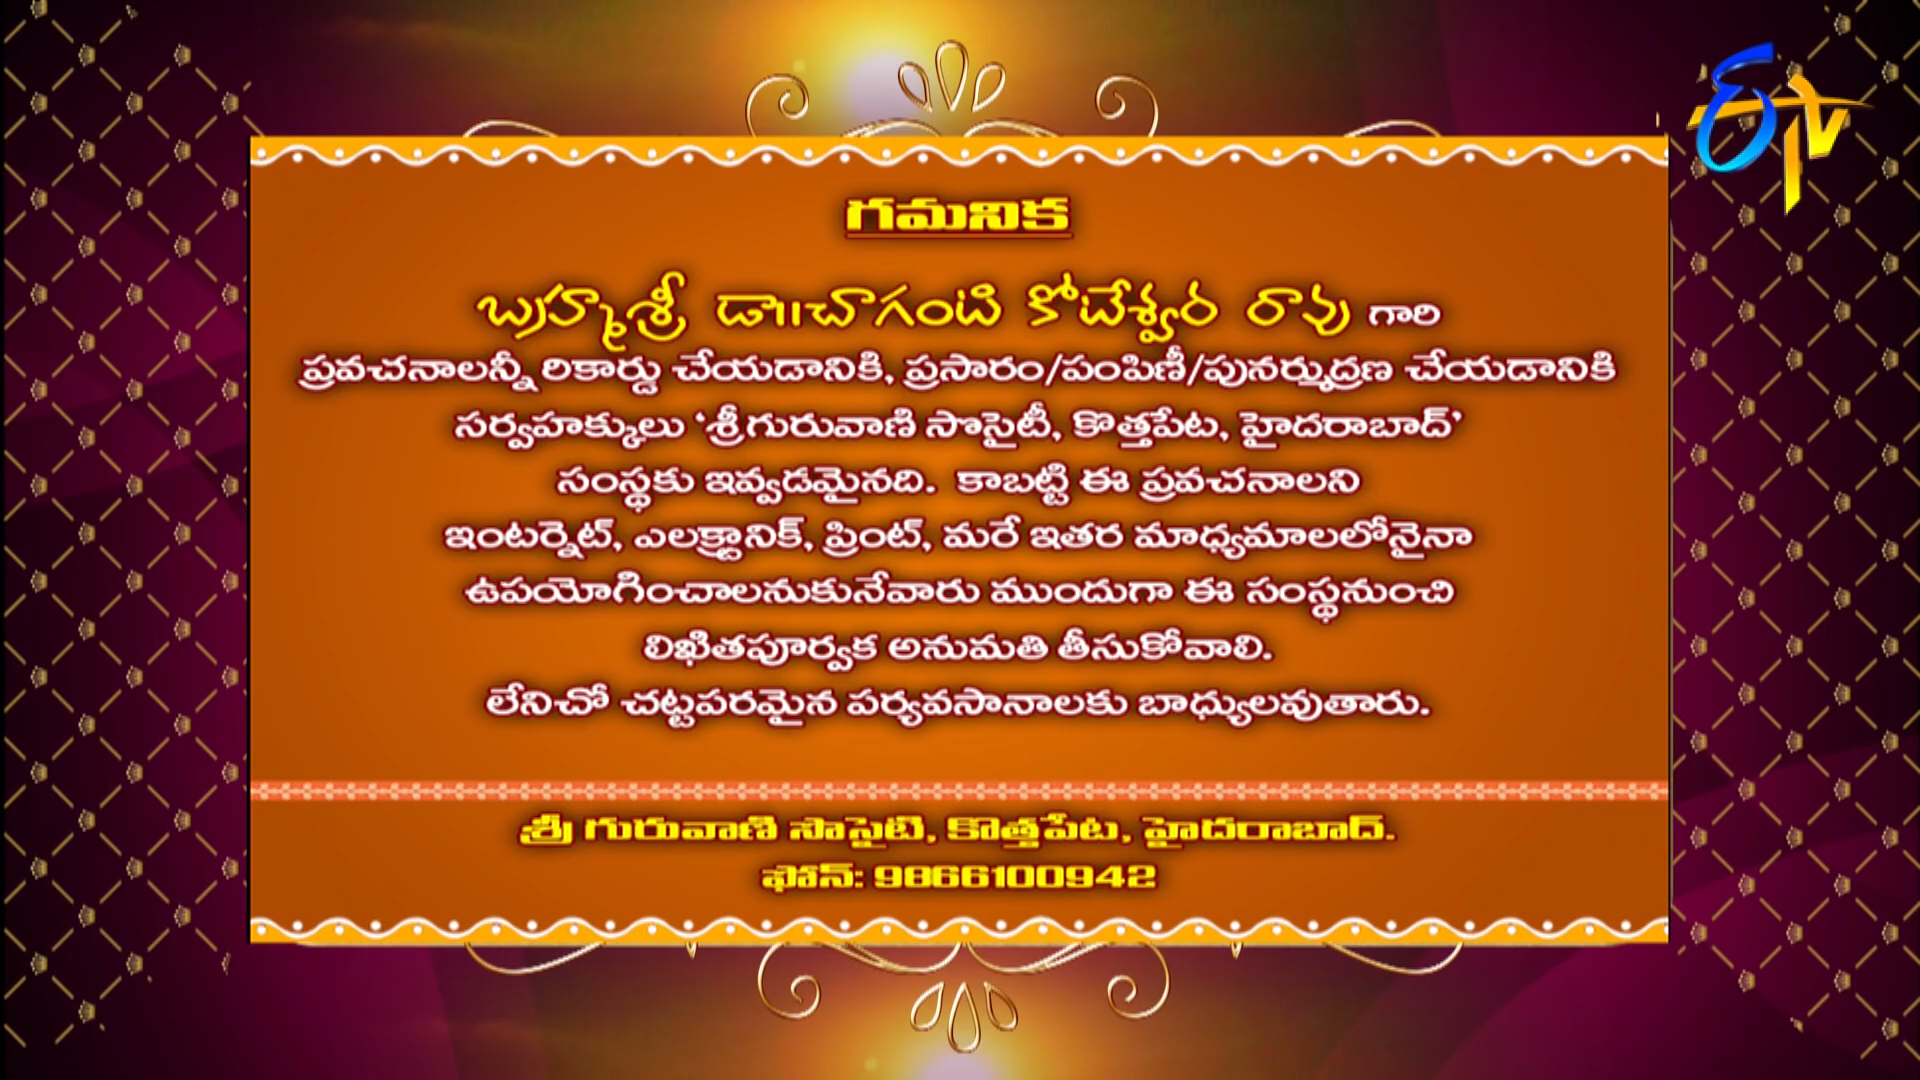 ఈtv
గమనిక
బ్రహ్మశ్రీ డా॥చాగంటి కోటేశ్వర రావు గారి
ప్రవచనాలన్నీ రికార్డు చేయడానికి, ప్రసారం/పంపిణీ/పునర్ముద్రణ చేయడానికి
సర్వహక్కులు ‘శ్రీగురువాణి సొసైటీ, కొత్తపేట, హైదరాబాద్’
సంస్థకు ఇవ్వడమైనది. కాబట్టి ఈ ప్రవచనాలని
ఇంటర్నెట్, ఎలక్ట్రానిక్, ప్రింట్, మరే ఇతర మాధ్యమాలలోనైనా
ఉపయోగించాలనుకునేవారు ముందుగా ఈ సంస్థనుంచి
లిఖితపూర్వక అనుమతి తీసుకోవాలి.
లేనిచో చట్టపరమైన పర్యవసానాలకు బాధ్యులవుతారు.
శ్రీ గురువాణి సొసైటి, కొత్తపేట, హైదరాబాద్.
ఫోన్: 9866100942